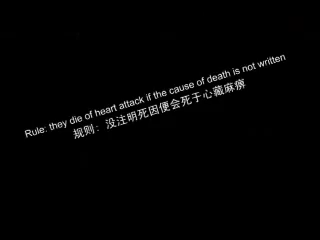 Rule: they die of heart attack if the cause of death is not written
规则：没注明死因便会死于心藏麻痹